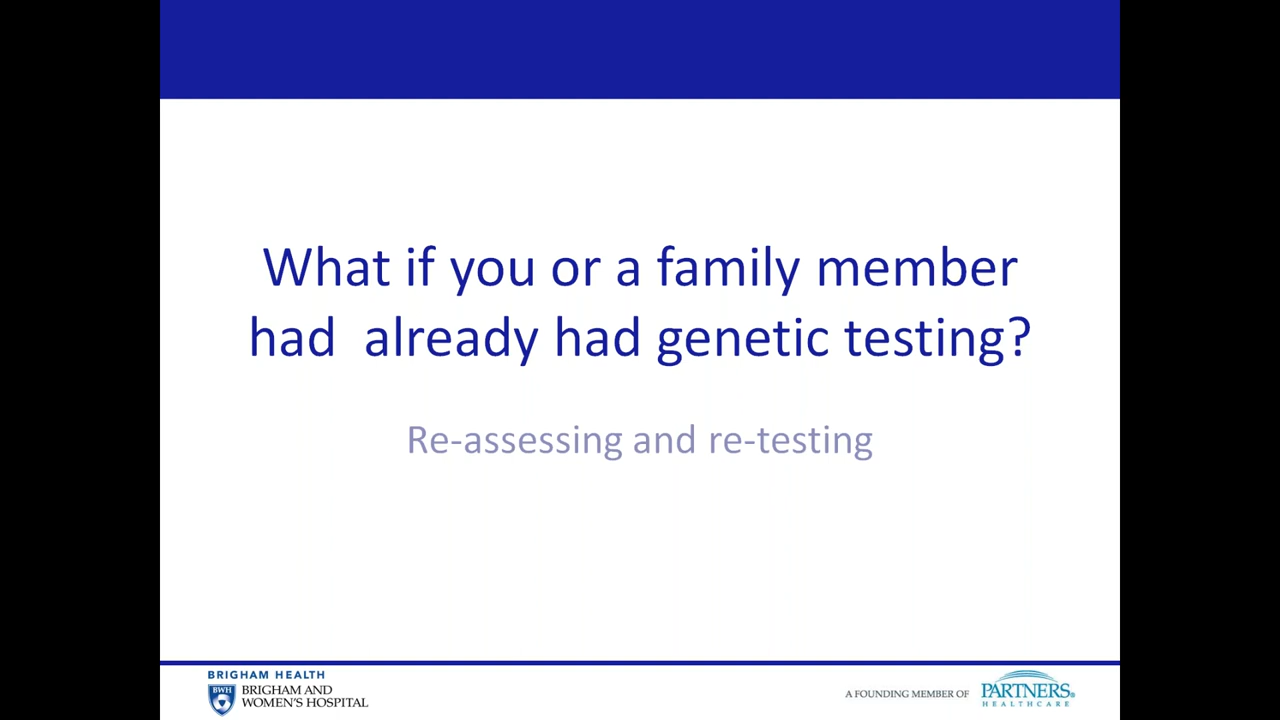 What if you or a family member
had  already had genetic testing?
Re-assessing and re-testing
BRIGHAM HEALTH
BWH
BRIGHAM AND
WOMEN'S HOSPITAL
A FOUNDING MEMBER OF
PARTNERS®
HEALTHCARE